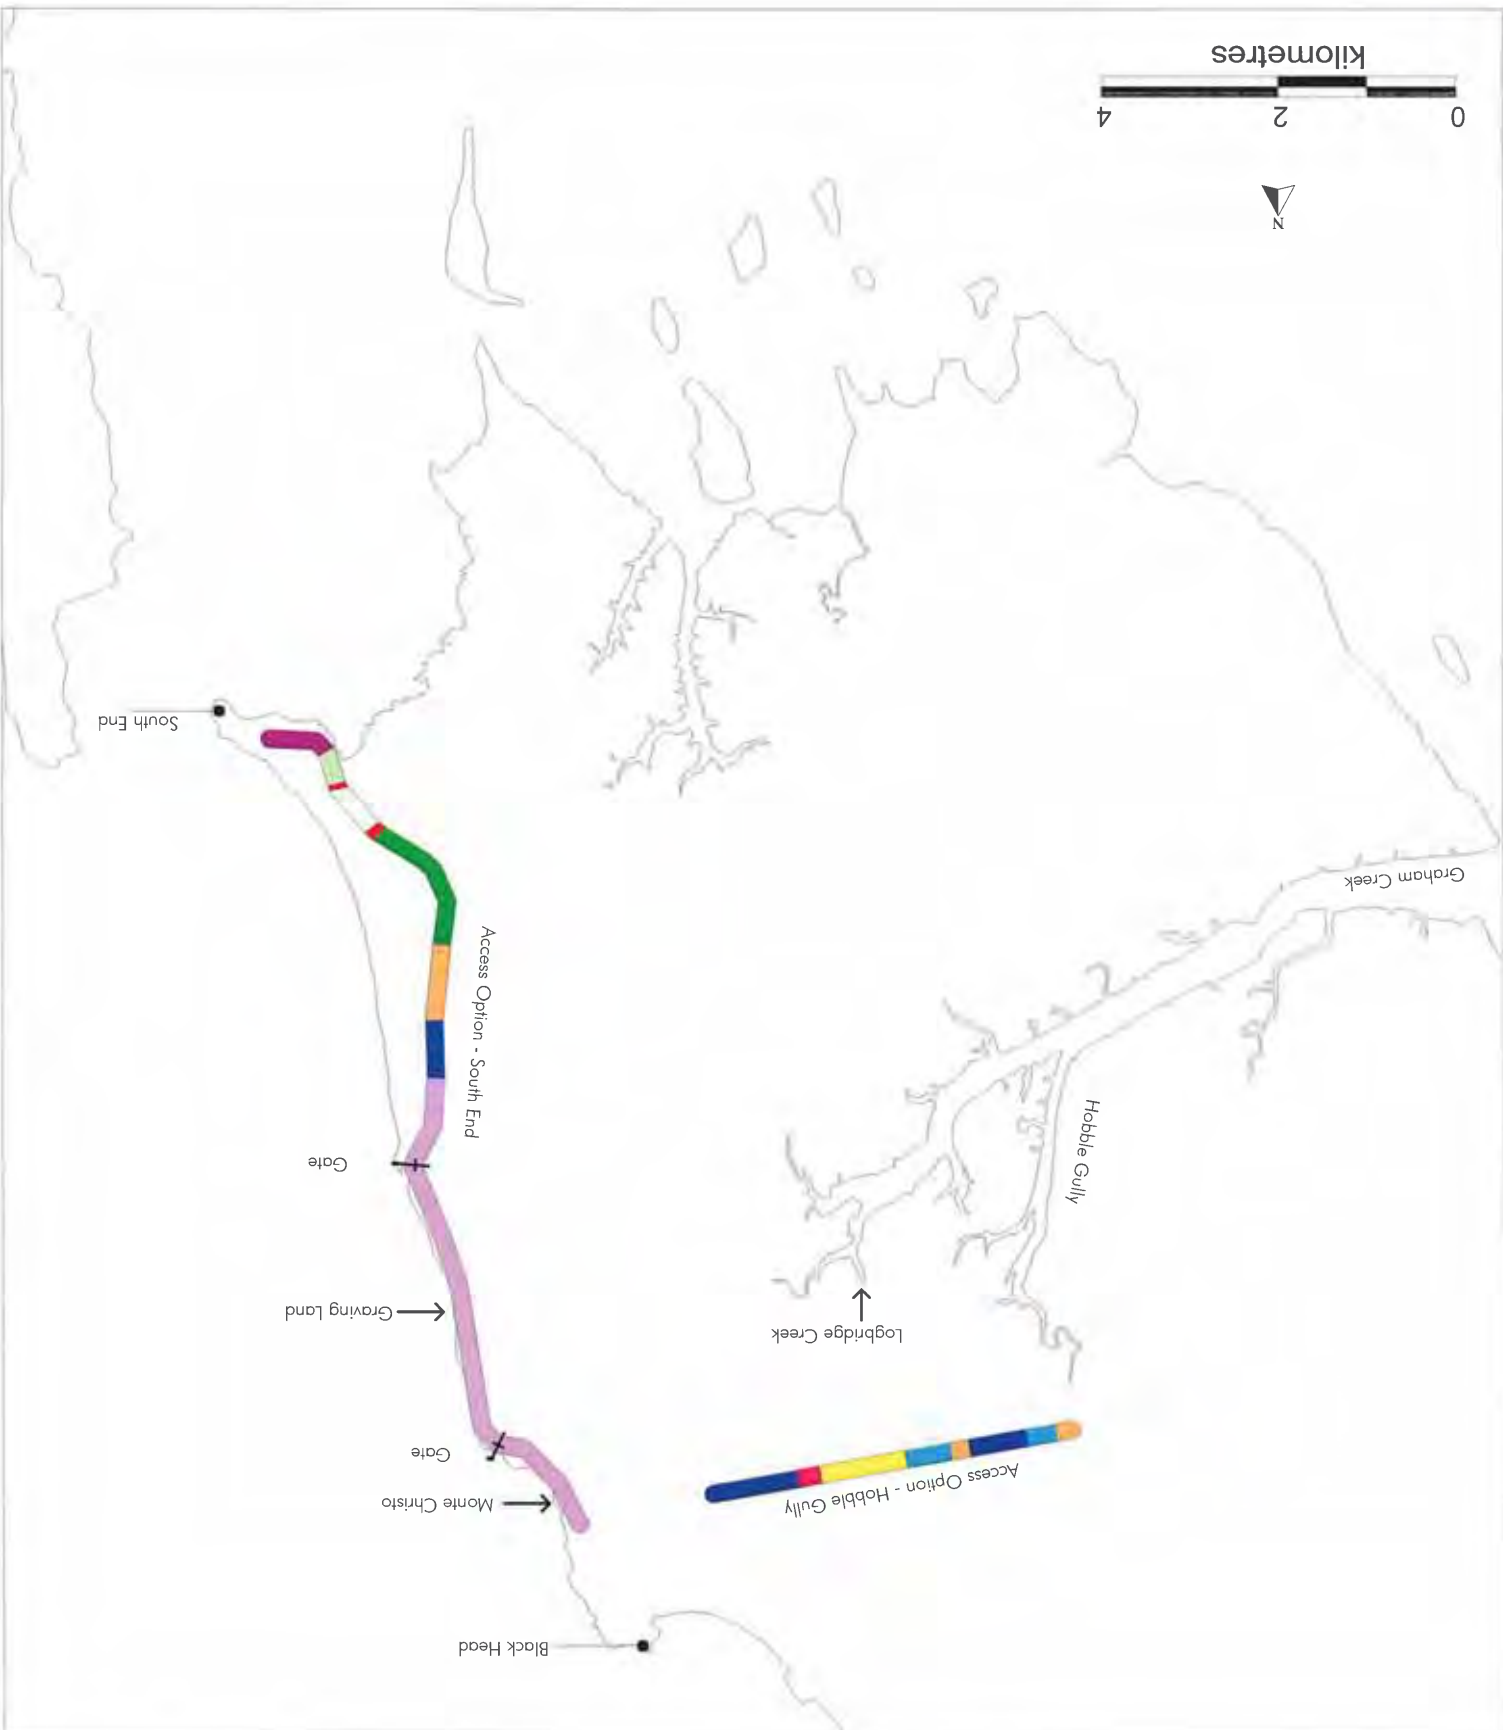 Black Head
Monte Christo
Access Option - Hobble Gully
Gate
Logbridge Creek
Graving Land
Gate
Hobble Gully
Access Option - South End
Graham Creek
South End
N
0 2 4
kilometres